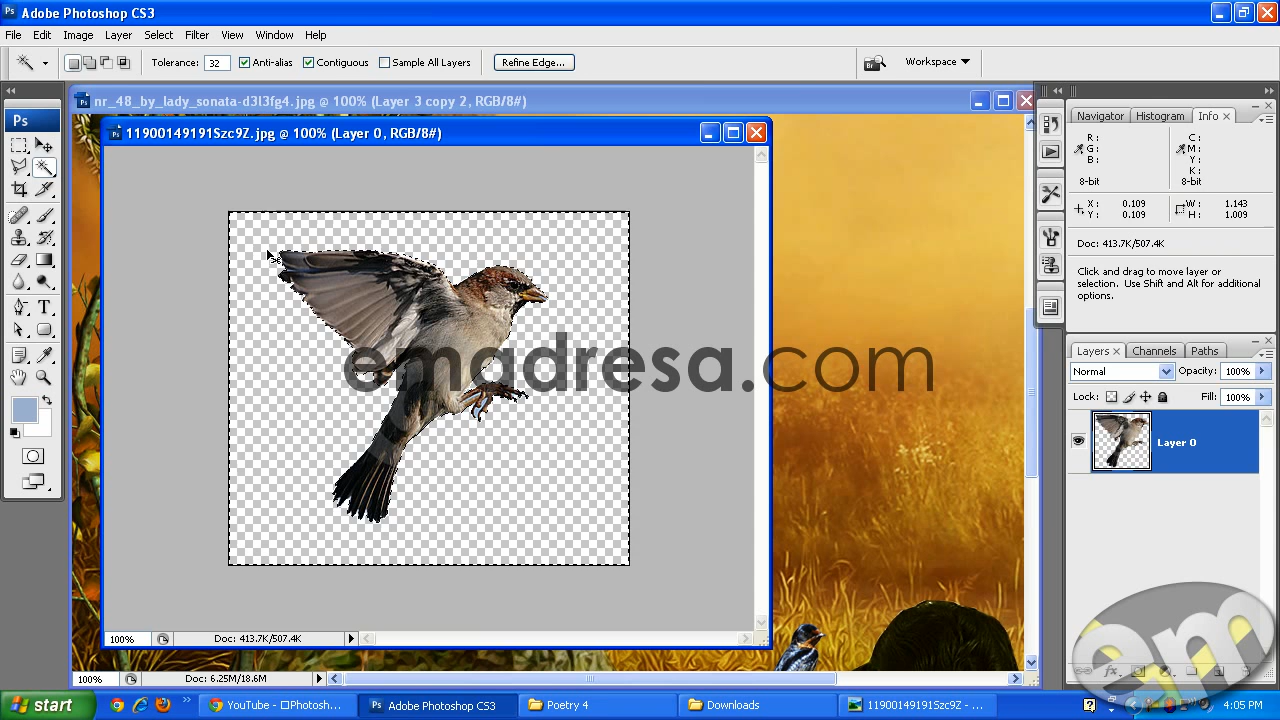 Adobe Photoshop CS3
File Edit Image Layer Select Filter View Window Help
Tolerance: 32 Anti-alias Contiguous Sample All Layers Refine Edge... Workspace
nr_48_by_lady_sonata-d3l3fg4.jpg @ 100% (Layer 3 copy 2, RGB/8#)
11900149191Szc9Z.jpg @ 100% (Layer 0, RGB/8#)
Ps
Navigator Histogram Info
R: C:
G: M:
B: Y:
K:
8-bit 8-bit
X: 0.109 W: 1.143
Y: 0.109 H: 1.009
Doc: 413.7K/507.4K
Click and drag to move layer or
selection. Use Shift and Alt for additional
options.
Layers Channels Paths
Normal Opacity: 100%
Lock: Fill: 100%
Layer 0
emadresa.com
100% Doc: 413.7K/507.4K
100% Doc: 6.25M/18.6M
em
start YouTube - Photosh... Adobe Photoshop CS3 Poetry 4 Downloads 11900149191Szc9Z - ... 4:05 PM